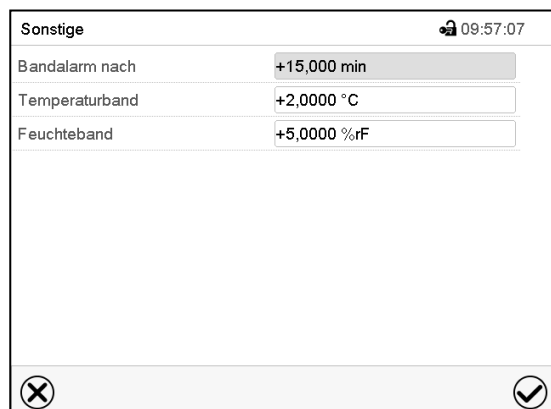 Sonstige 09:57:07
Bandalarm nach +15,000 min
Temperaturband +2,0000 °C
Feuchteband +5,0000 %rF